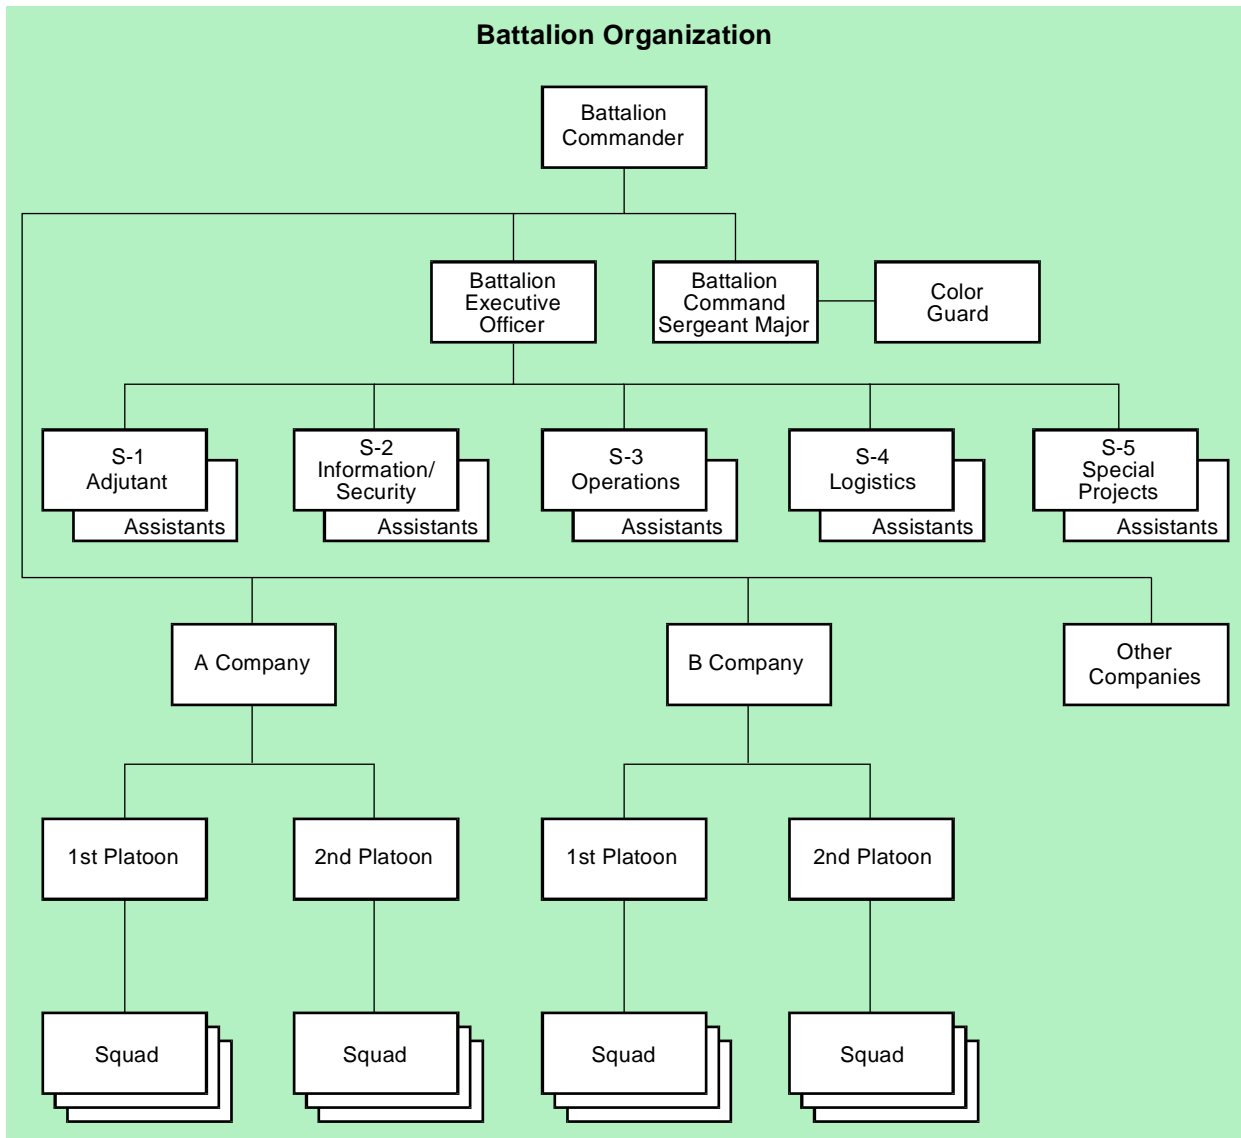 Battalion Organization
Battalion
Commander
Battalion
Executive
Officer
Battalion
Command
Sergeant Major
Color
Guard
S-1
Adjutant
Assistants
S-2
Information/
Security
Assistants
S-3
Operations
Assistants
S-4
Logistics
Assistants
S-5
Special
Projects
Assistants
A Company
B Company
Other
Companies
1st Platoon
2nd Platoon
1st Platoon
2nd Platoon
Squad
Squad
Squad
Squad